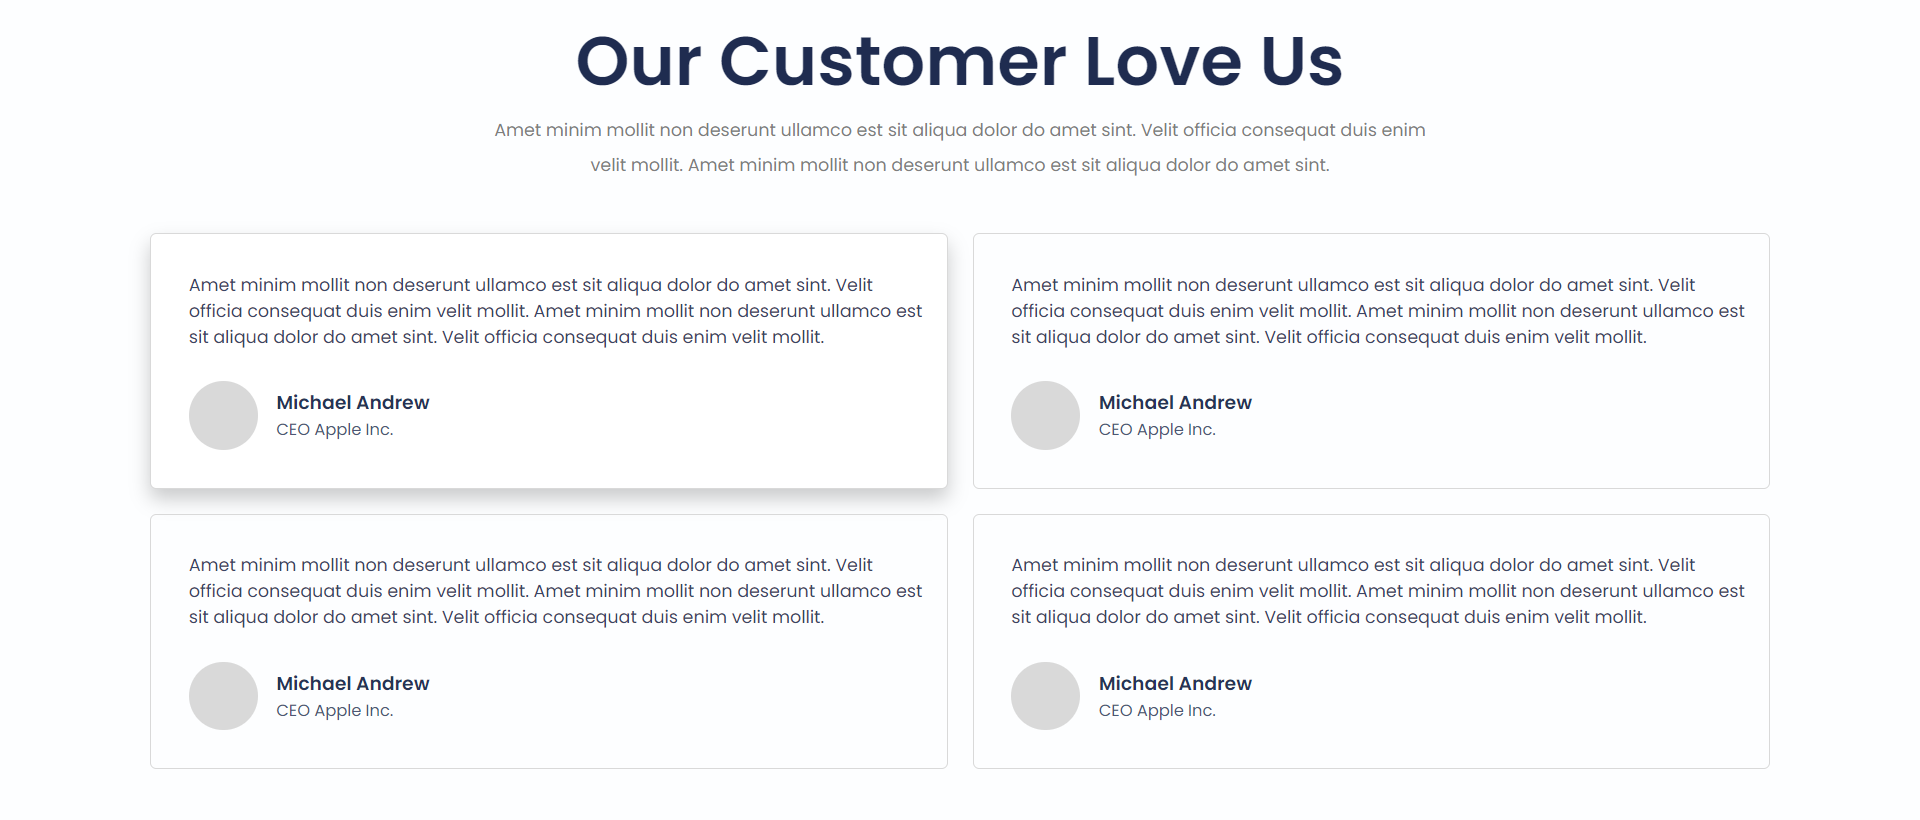 Our Customer Love Us
Amet minim mollit non deserunt ullamco est sit aliqua dolor do amet sint. Velit officia consequat duis enim
velit mollit. Amet minim mollit non deserunt ullamco est sit aliqua dolor do amet sint.
Amet minim mollit non deserunt ullamco est sit aliqua dolor do amet sint. Velit
officia consequat duis enim velit mollit. Amet minim mollit non deserunt ullamco est
sit aliqua dolor do amet sint. Velit officia consequat duis enim velit mollit.
Michael Andrew
CEO Apple Inc.
Amet minim mollit non deserunt ullamco est sit aliqua dolor do amet sint. Velit
officia consequat duis enim velit mollit. Amet minim mollit non deserunt ullamco est
sit aliqua dolor do amet sint. Velit officia consequat duis enim velit mollit.
Michael Andrew
CEO Apple Inc.
Amet minim mollit non deserunt ullamco est sit aliqua dolor do amet sint. Velit
officia consequat duis enim velit mollit. Amet minim mollit non deserunt ullamco est
sit aliqua dolor do amet sint. Velit officia consequat duis enim velit mollit.
Michael Andrew
CEO Apple Inc.
Amet minim mollit non deserunt ullamco est sit aliqua dolor do amet sint. Velit
officia consequat duis enim velit mollit. Amet minim mollit non deserunt ullamco est
sit aliqua dolor do amet sint. Velit officia consequat duis enim velit mollit.
Michael Andrew
CEO Apple Inc.